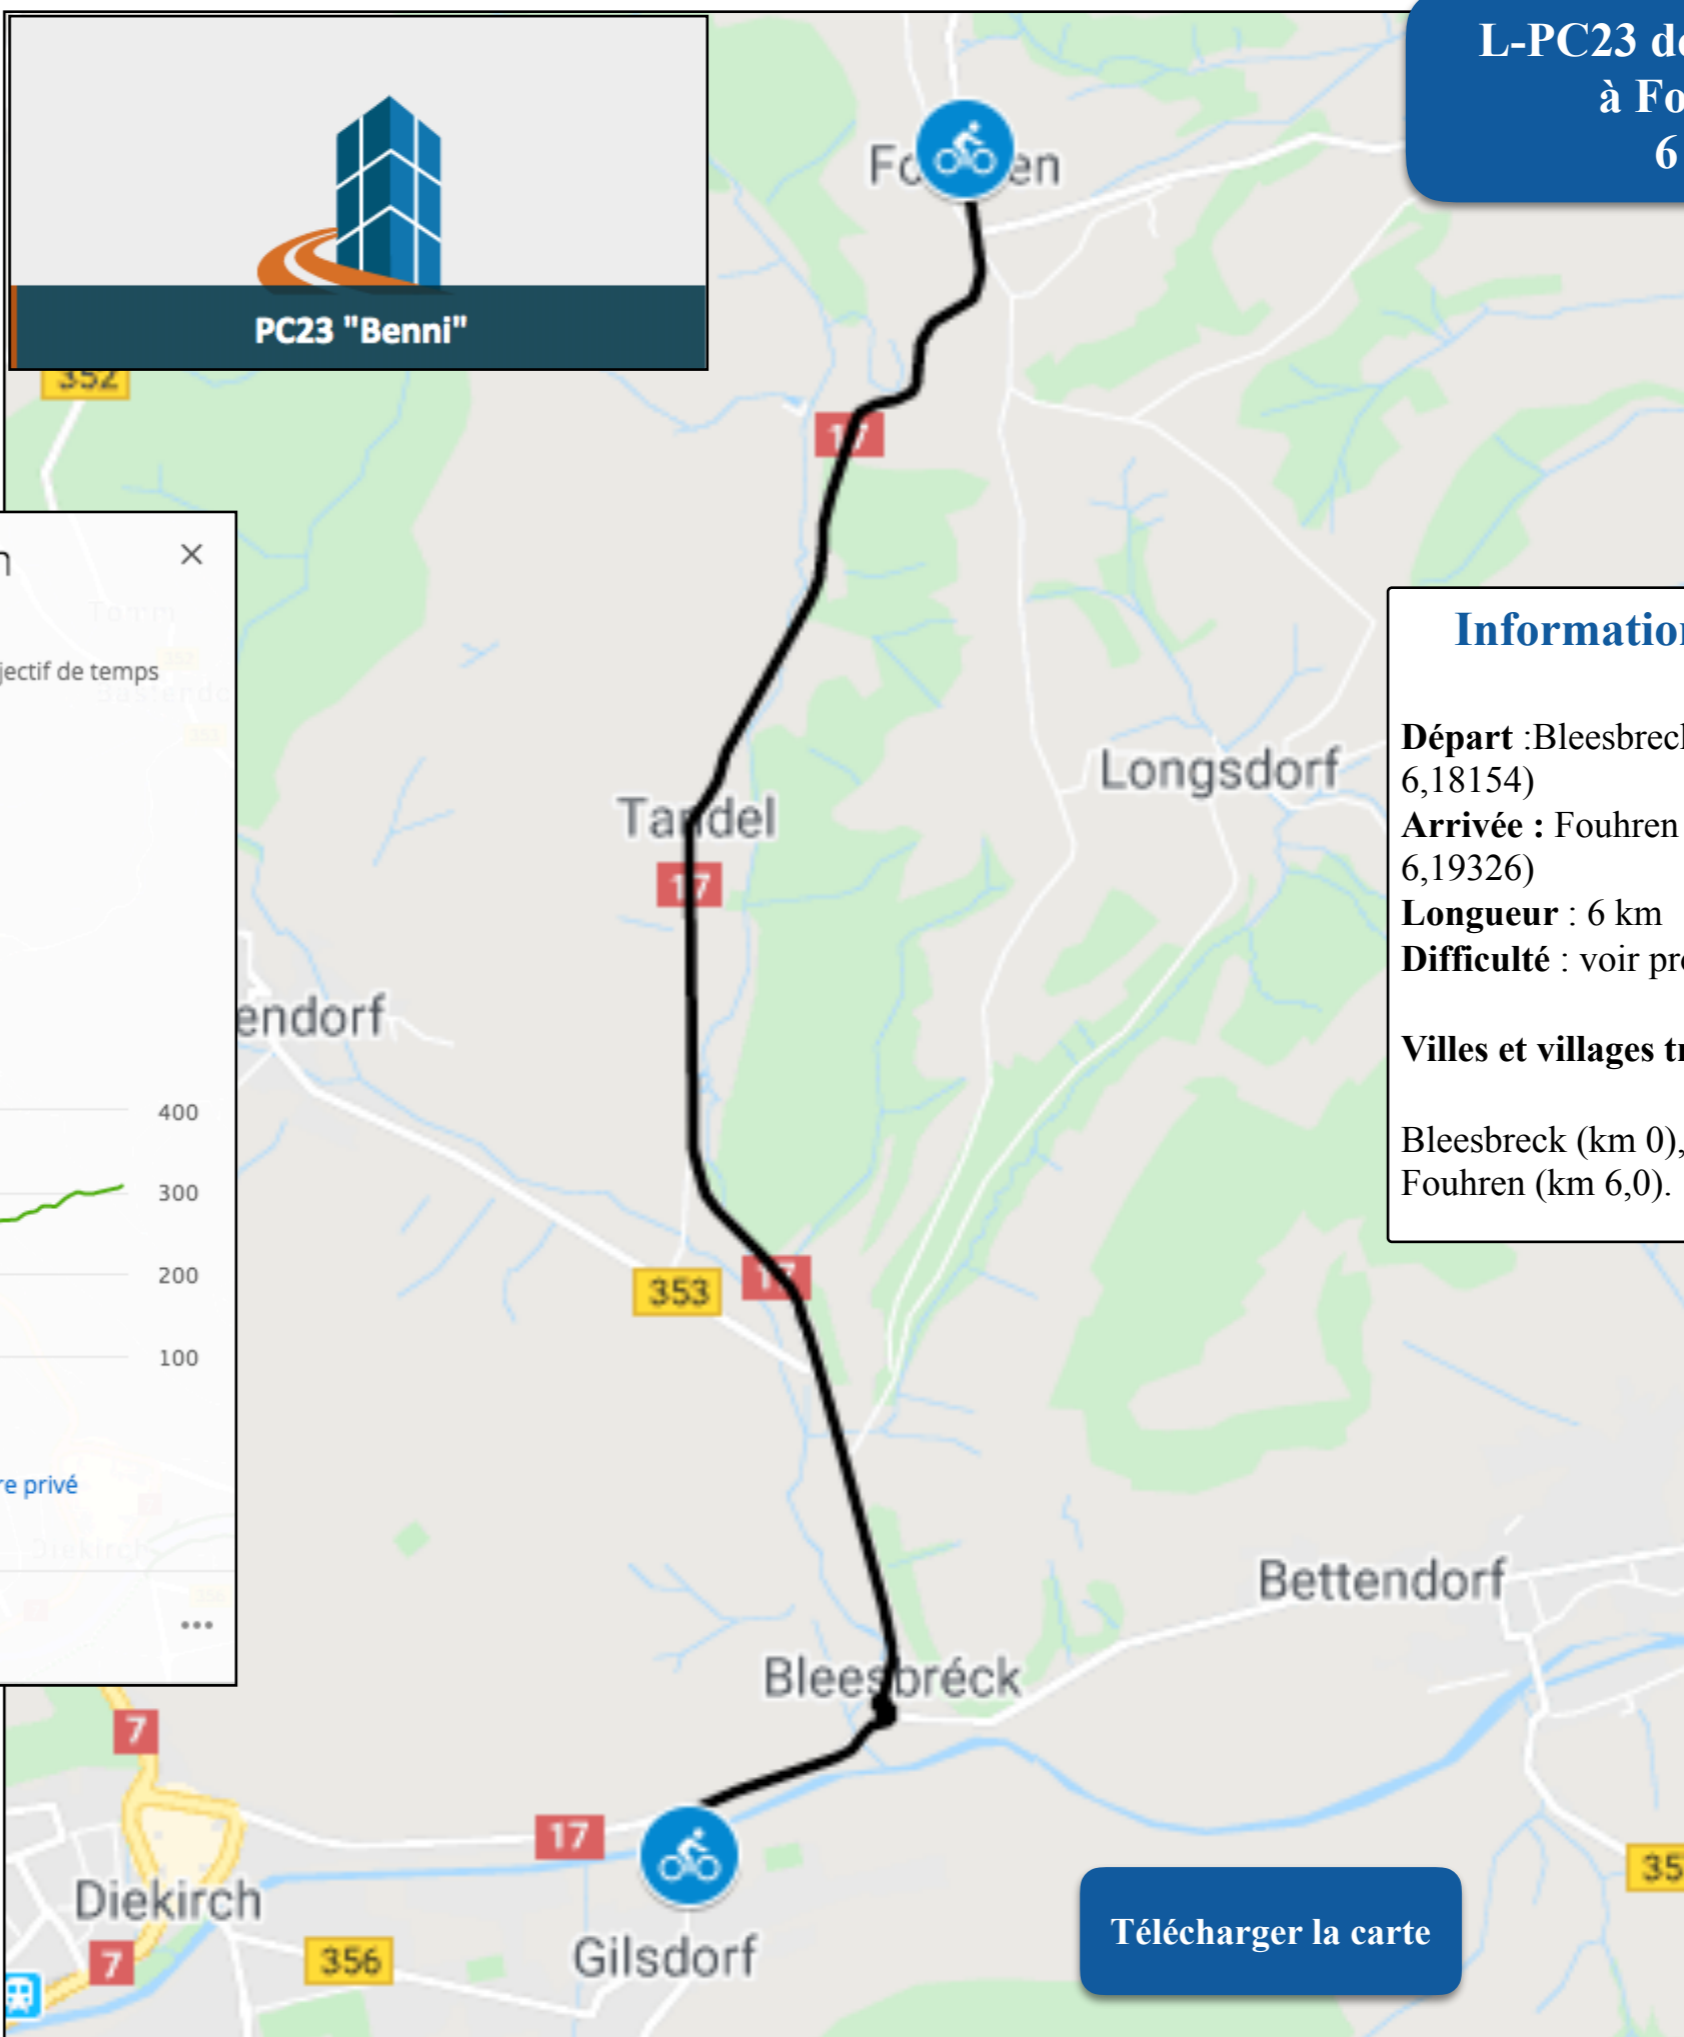 L-PC23 de
à Fo
6
PC23 "Benni"
352
17
Longsdorf
Tandel
17
endorf
353
17
Bettendorf
Bleesbréck
7
17
Diekirch
7
356
Gilsdorf
35
×
jectif de temps
400
300
200
100
re privé
Diekirch
...
Information
Départ :Bleesbreck
6,18154)
Arrivée : Fouhren
6,19326)
Longueur : 6 km
Difficulté : voir pro
Villes et villages tr
Bleesbreck (km 0),
Fouhren (km 6,0).
Télécharger la carte